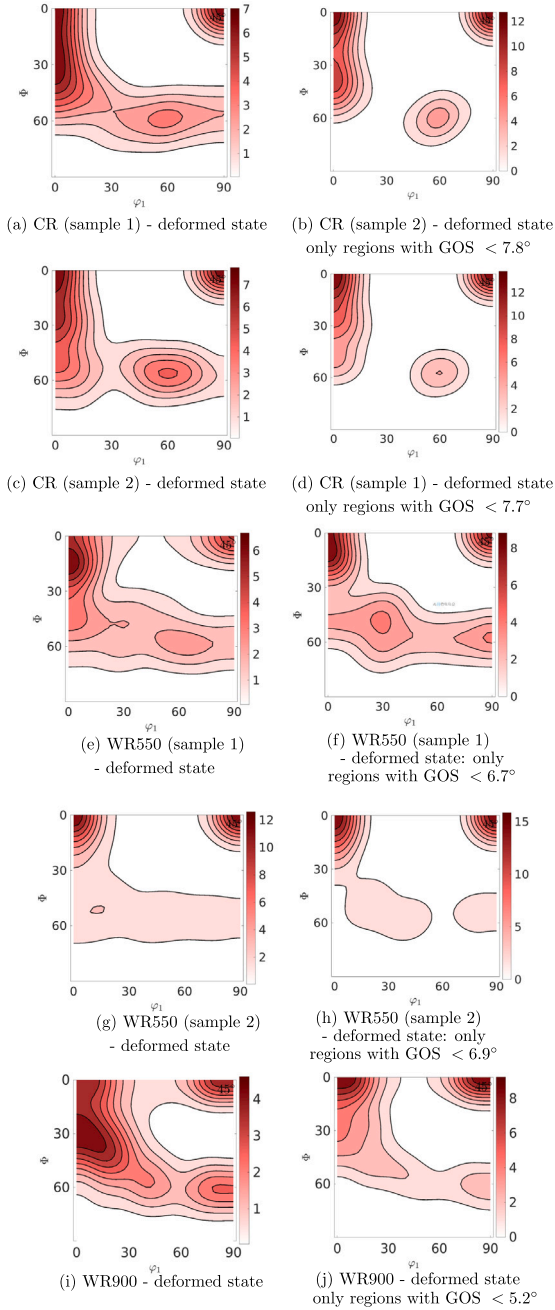 0
30
60
Φ
0 30 60 90
φ₁
7
6
5
4
3
2
1
(a) CR (sample 1) - deformed state
0
30
60
Φ
0 30 60 90
φ₁
12
10
8
6
4
2
0
(b) CR (sample 2) - deformed state
only regions with GOS < 7.8°
0
30
60
Φ
0 30 60 90
φ₁
7
6
5
4
3
2
1
(c) CR (sample 2) - deformed state
0
30
60
Φ
0 30 60 90
φ₁
12
10
8
6
4
2
0
(d) CR (sample 1) - deformed state
only regions with GOS < 7.7°
0
30
60
Φ
0 30 60 90
φ₁
6
5
4
3
2
1
(e) WR550 (sample 1)
- deformed state
0
30
60
Φ
0 30 60 90
φ₁
8
6
4
2
0
(f) WR550 (sample 1)
- deformed state: only
regions with GOS < 6.7°
0
30
60
Φ
0 30 60 90
φ₁
12
10
8
6
4
2
(g) WR550 (sample 2)
- deformed state
0
30
60
Φ
0 30 60 90
φ₁
15
10
5
0
(h) WR550 (sample 2)
- deformed state: only
regions with GOS < 6.9°
0
30
60
Φ
0 30 60 90
φ₁
45°
4
3
2
1
(i) WR900 - deformed state
0
30
60
Φ
0 30 60 90
φ₁
45°
8
6
4
2
0
(j) WR900 - deformed state
only regions with GOS < 5.2°